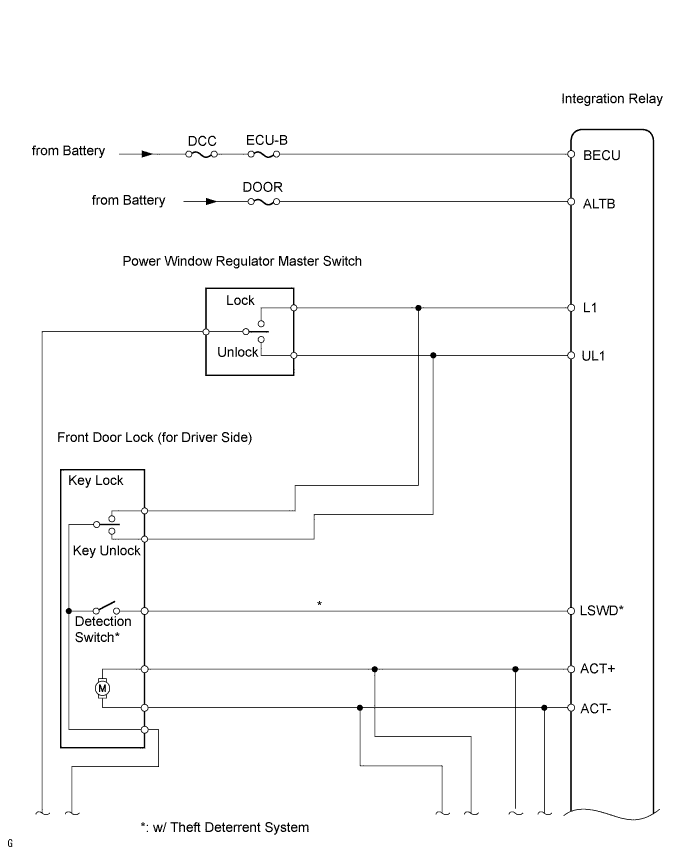 Integration Relay
DCC
ECU-B
from Battery
BECU
DOOR
from Battery
ALTB
Power Window Regulator Master Switch
Lock
L1
Unlock
UL1
Front Door Lock (for Driver Side)
Key Lock
Key Unlock
*
LSWD*
Detection
Switch*
ACT+
M
ACT-
*: w/ Theft Deterrent System
G